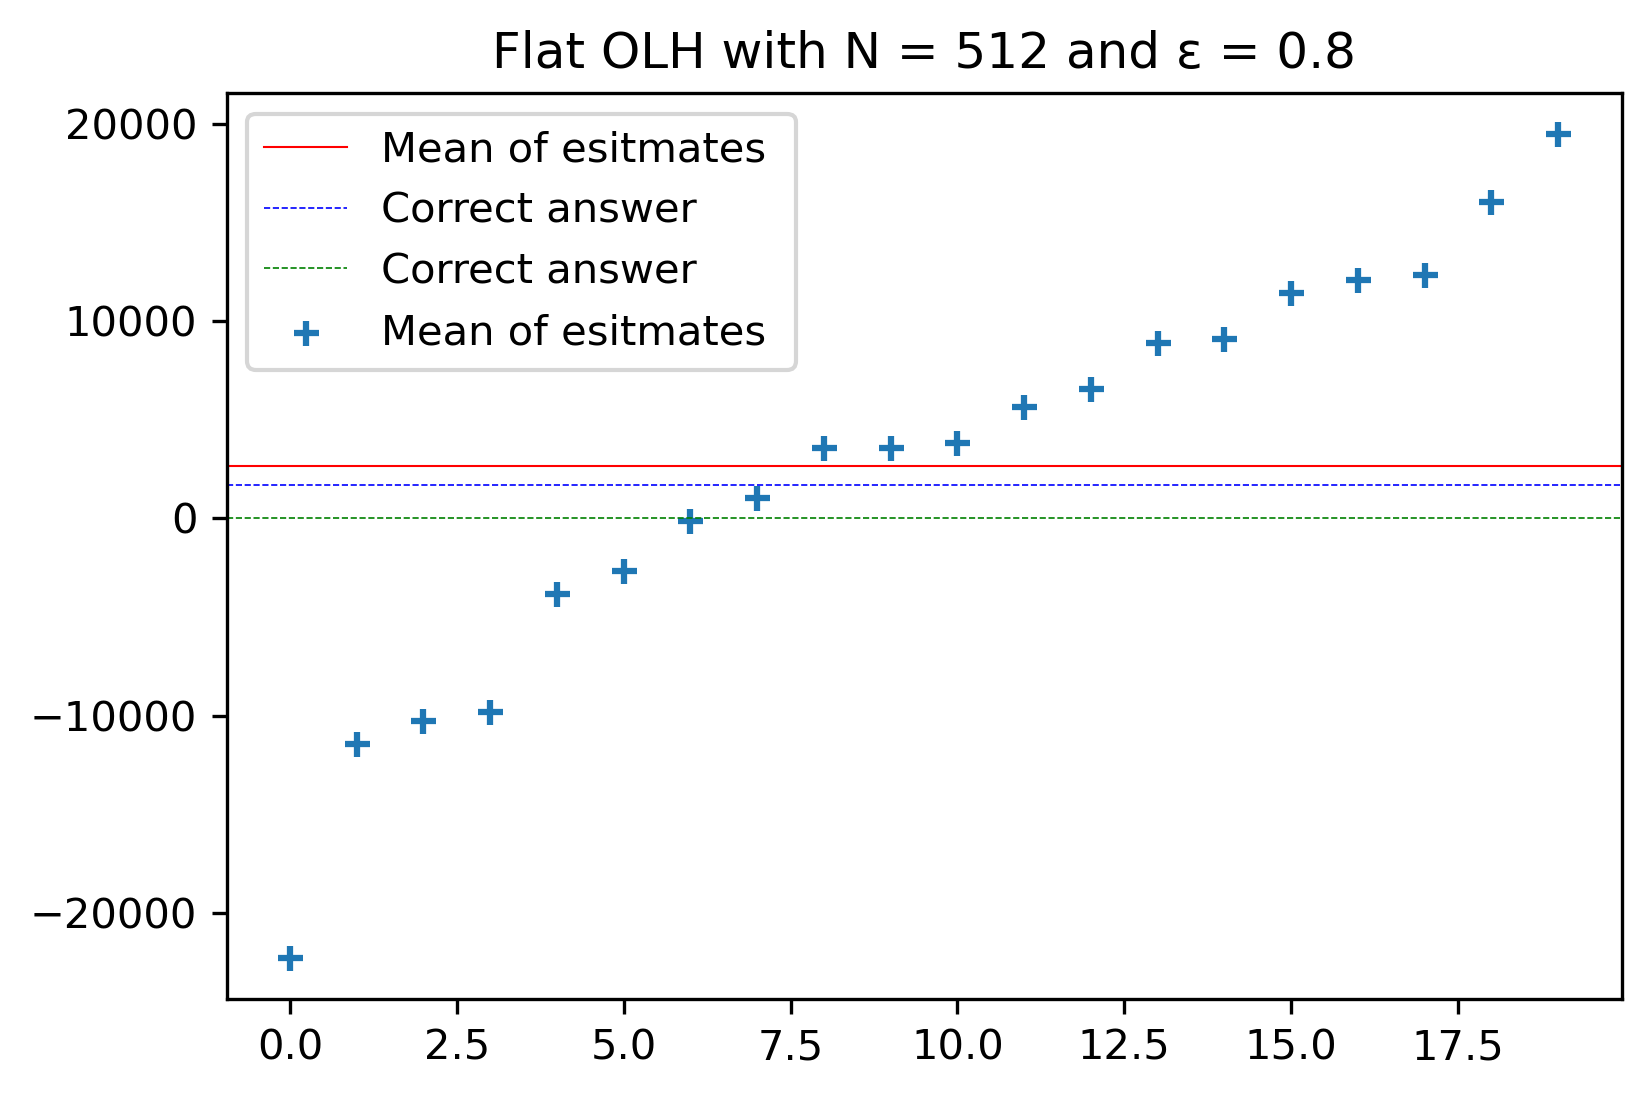 Flat OLH with N = 512 and ε = 0.8
20000
10000
0
−10000
−20000
Mean of esitmates
Correct answer
Correct answer
Mean of esitmates
0.0 2.5 5.0 7.5 10.0 12.5 15.0 17.5